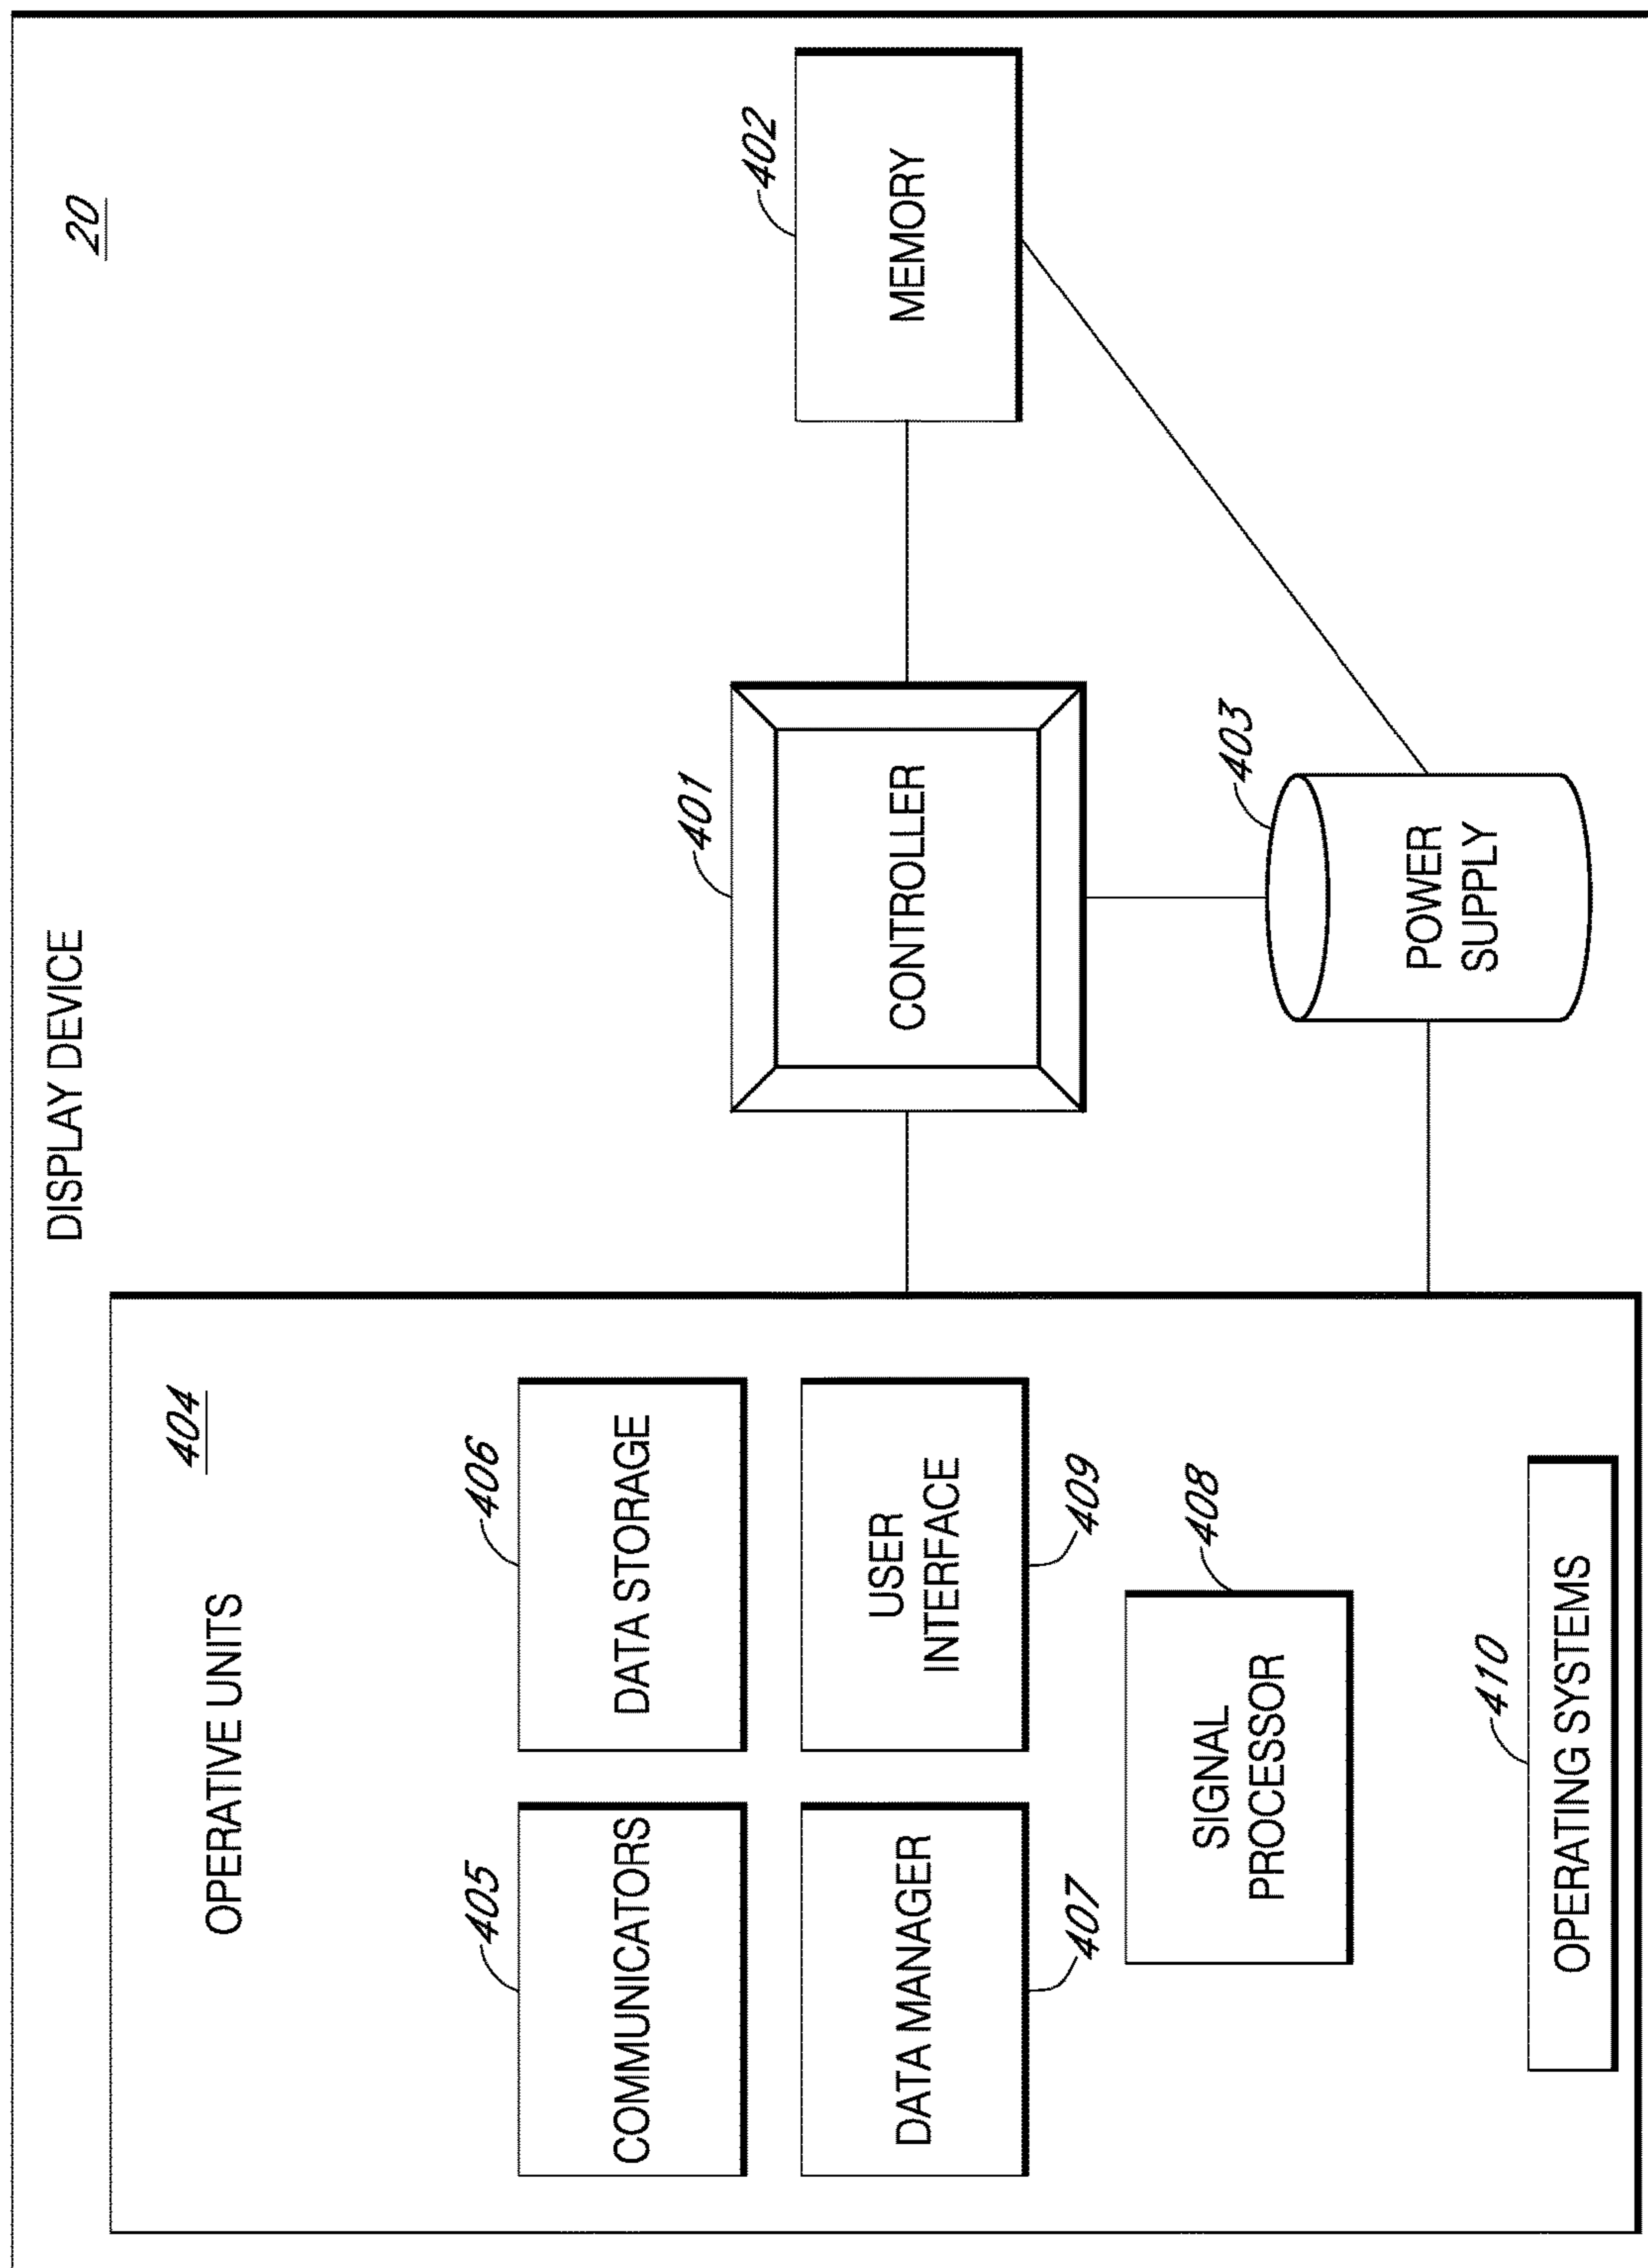 DISPLAY DEVICE
20
OPERATIVE UNITS
404
405
COMMUNICATORS
406
DATA STORAGE
DATA MANAGER
407
USER
INTERFACE
409
SIGNAL
PROCESSOR
408
410
OPERATING SYSTEMS
401
CONTROLLER
402
MEMORY
403
POWER
SUPPLY